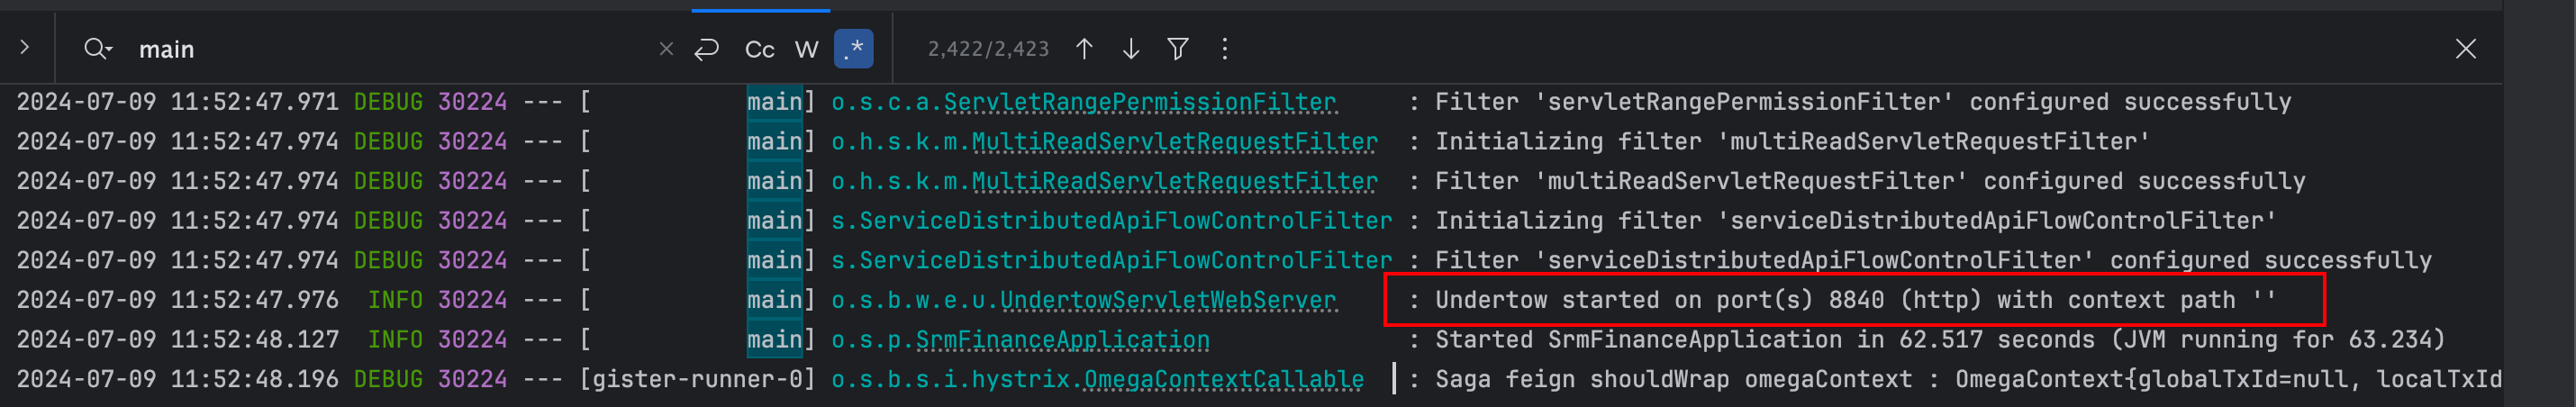 main × Cc W .* 2,422/2,423
2024-07-09 11:52:47.971 DEBUG 30224 --- [ main] o.s.c.a.ServletRangePermissionFilter : Filter 'servletRangePermissionFilter' configured successfully
2024-07-09 11:52:47.974 DEBUG 30224 --- [ main] o.h.s.k.m.MultiReadServletRequestFilter : Initializing filter 'multiReadServletRequestFilter'
2024-07-09 11:52:47.974 DEBUG 30224 --- [ main] o.h.s.k.m.MultiReadServletRequestFilter : Filter 'multiReadServletRequestFilter' configured successfully
2024-07-09 11:52:47.974 DEBUG 30224 --- [ main] s.ServiceDistributedApiFlowControlFilter : Initializing filter 'serviceDistributedApiFlowControlFilter'
2024-07-09 11:52:47.974 DEBUG 30224 --- [ main] s.ServiceDistributedApiFlowControlFilter : Filter 'serviceDistributedApiFlowControlFilter' configured successfully
2024-07-09 11:52:47.976 INFO 30224 --- [ main] o.s.b.w.e.u.UndertowServletWebServer : Undertow started on port(s) 8840 (http) with context path ''
2024-07-09 11:52:48.127 INFO 30224 --- [ main] o.s.p.SrmFinanceApplication : Started SrmFinanceApplication in 62.517 seconds (JVM running for 63.234)
2024-07-09 11:52:48.196 DEBUG 30224 --- [gister-runner-0] o.s.b.s.i.hystrix.OmegaContextCallable : Saga feign shouldWrap omegaContext : OmegaContext{globalTxId=null, localTxId